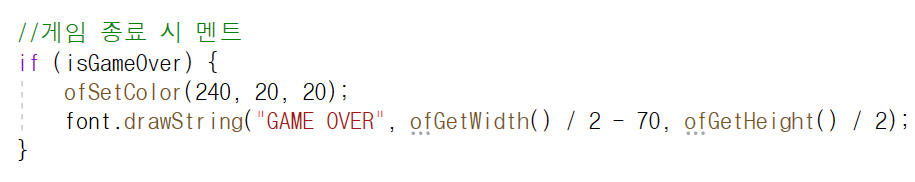 //게임 종료 시 멘트
if (isGameOver) {
ofSetColor(240, 20, 20);
font.drawString("GAME OVER", ofGetWidth() / 2 - 70, ofGetHeight() / 2);
}